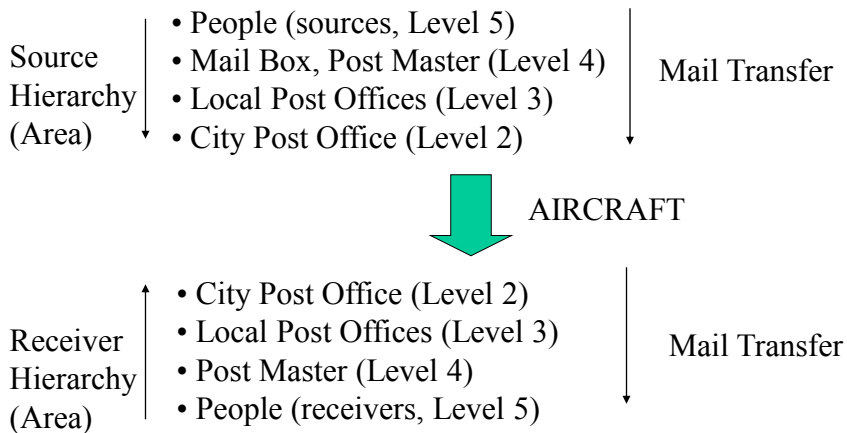 Source
Hierarchy
(Area)
• People (sources, Level 5)
• Mail Box, Post Master (Level 4)
• Local Post Offices (Level 3)
• City Post Office (Level 2)
Mail Transfer
AIRCRAFT
Receiver
Hierarchy
(Area)
• City Post Office (Level 2)
• Local Post Offices (Level 3)
• Post Master (Level 4)
• People (receivers, Level 5)
Mail Transfer